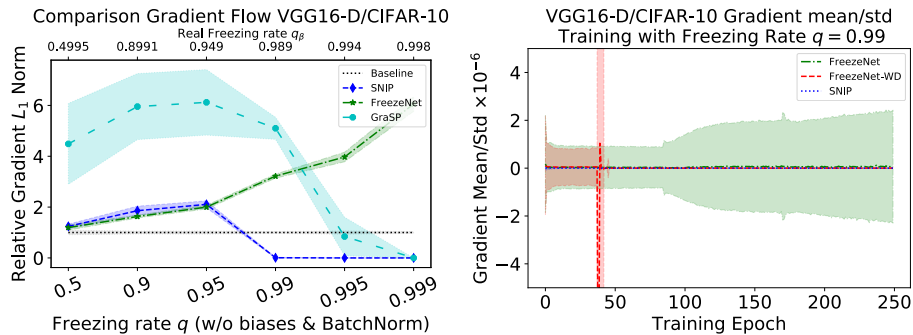 Comparison Gradient Flow VGG16-D/CIFAR-10
Real Freezing rate qᵦ
0.4995 0.8991 0.949 0.989 0.994 0.998
Relative Gradient L₁ Norm
6
4
2
0
Baseline
SNIP
FreezeNet
GraSP
0.5 0.9 0.95 0.99 0.995 0.999
Freezing rate q (w/o biases & BatchNorm)
VGG16-D/CIFAR-10 Gradient mean/std
Training with Freezing Rate q = 0.99
Gradient Mean/Std ×10⁻⁶
4
2
0
−2
−4
FreezeNet
FreezeNet-WD
SNIP
0 50 100 150 200 250
Training Epoch